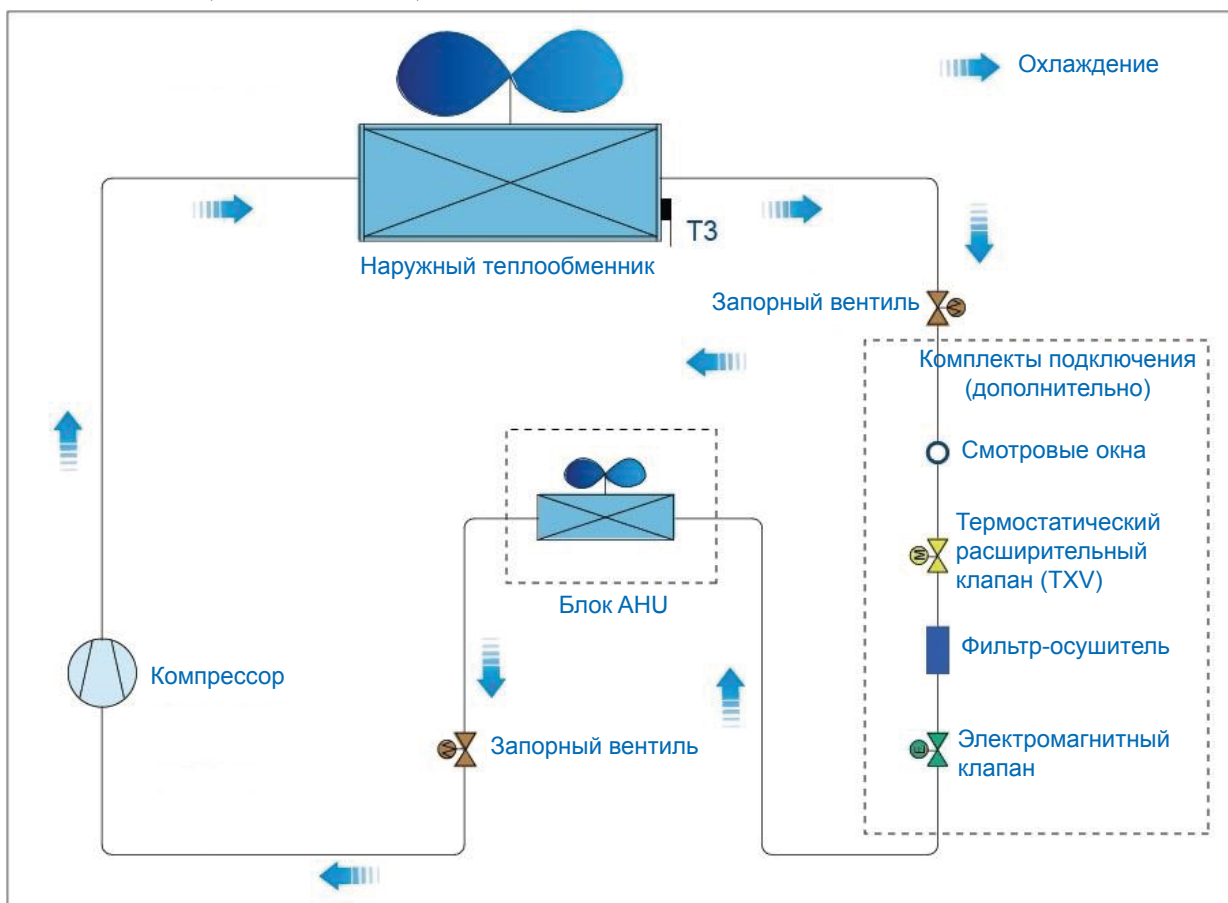 Охлаждение
T3
Наружный теплообменник
Запорный вентиль
Комплекты подключения
(дополнительно)
Смотровые окна
Термостатический
расширительный
клапан (TXV)
M
Блок AHU
Фильтр-осушитель
Компрессор
Запорный вентиль
Электромагнитный
клапан
E